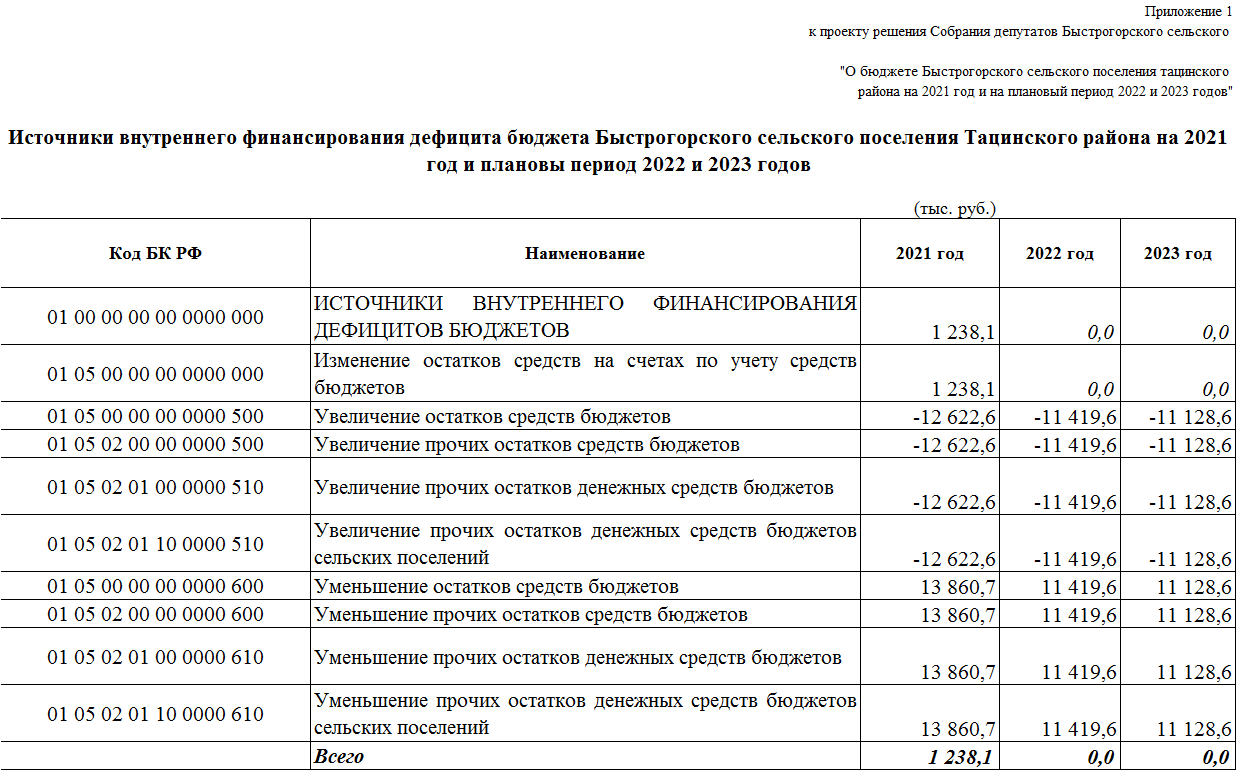 Приложение 1
к проекту решения Собрания депутатов Быстрогорского сельского
"О бюджете Быстрогорского сельского поселения тацинского
района на 2021 год и на плановый период 2022 и 2023 годов"
Источники внутреннего финансирования дефицита бюджета Быстрогорского сельского поселения Тацинского района на 2021
год и плановы период 2022 и 2023 годов
(тыс. руб.)
Код БК РФ Наименование 2021 год 2022 год 2023 год
01 00 00 00 00 0000 000 ИСТОЧНИКИ ВНУТРЕННЕГО ФИНАНСИРОВАНИЯ
ДЕФИЦИТОВ БЮДЖЕТОВ 1 238,1 0,0 0,0
01 05 00 00 00 0000 000 Изменение остатков средств на счетах по учету средств
бюджетов 1 238,1 0,0 0,0
01 05 00 00 00 0000 500 Увеличение остатков средств бюджетов -12 622,6 -11 419,6 -11 128,6
01 05 02 00 00 0000 500 Увеличение прочих остатков средств бюджетов -12 622,6 -11 419,6 -11 128,6
01 05 02 01 00 0000 510 Увеличение прочих остатков денежных средств бюджетов -12 622,6 -11 419,6 -11 128,6
01 05 02 01 10 0000 510 Увеличение прочих остатков денежных средств бюджетов
сельских поселений -12 622,6 -11 419,6 -11 128,6
01 05 00 00 00 0000 600 Уменьшение остатков средств бюджетов 13 860,7 11 419,6 11 128,6
01 05 02 00 00 0000 600 Уменьшение прочих остатков средств бюджетов 13 860,7 11 419,6 11 128,6
01 05 02 01 00 0000 610 Уменьшение прочих остатков денежных средств бюджетов 13 860,7 11 419,6 11 128,6
01 05 02 01 10 0000 610 Уменьшение прочих остатков денежных средств бюджетов
сельских поселений 13 860,7 11 419,6 11 128,6
Всего 1 238,1 0,0 0,0